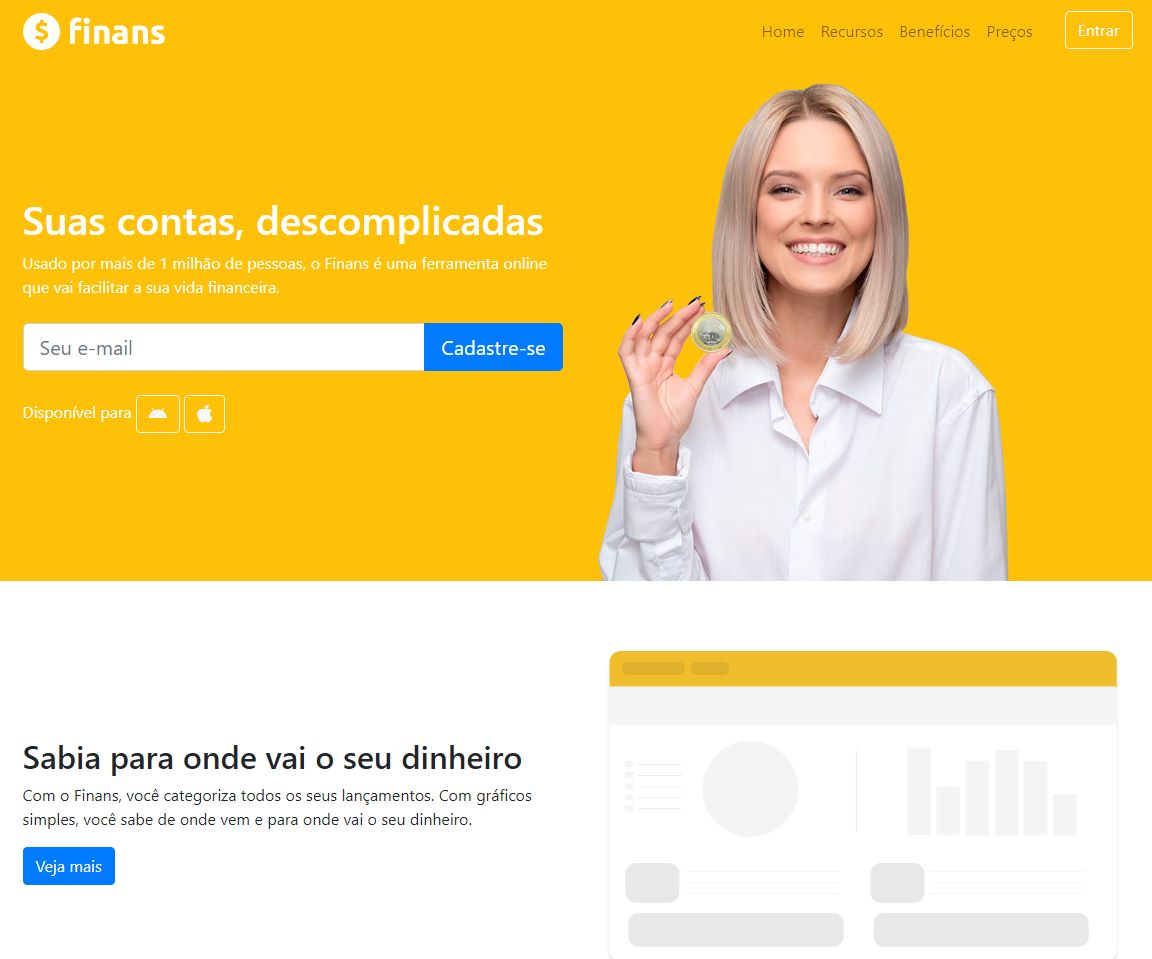 finans
Home Recursos Benefícios Preços Entrar
Suas contas, descomplicadas
Usado por mais de 1 milhão de pessoas, o Finans é uma ferramenta online
que vai facilitar a sua vida financeira.
Seu e-mail Cadastre-se
Disponível para
Sabia para onde vai o seu dinheiro
Com o Finans, você categoriza todos os seus lançamentos. Com gráficos
simples, você sabe de onde vem e para onde vai o seu dinheiro.
Veja mais